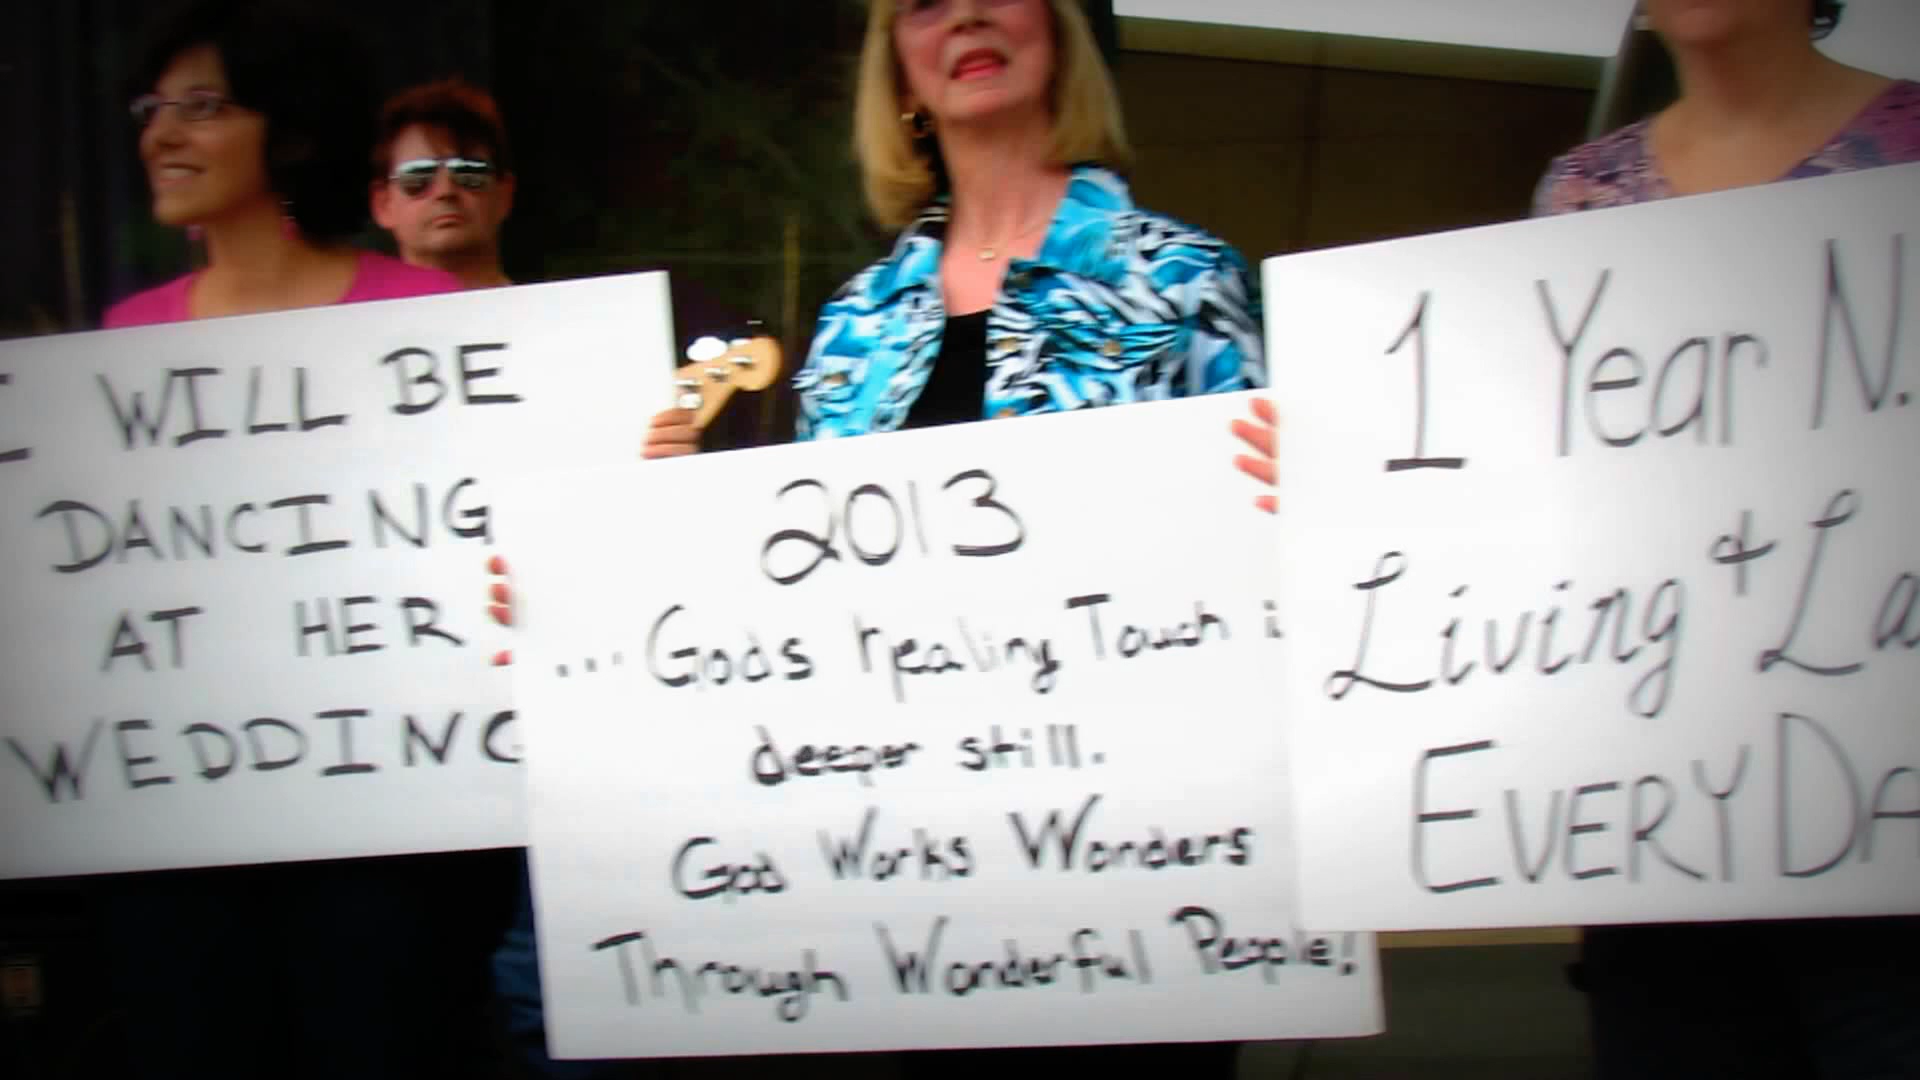 I WILL BE
DANCING
AT HER
WEDDING
2013
... Gods Healing Touch i
deeper still.
God Works Wonders
Through Wonderful People!
1 Year N.
Living & La
EVERYDA